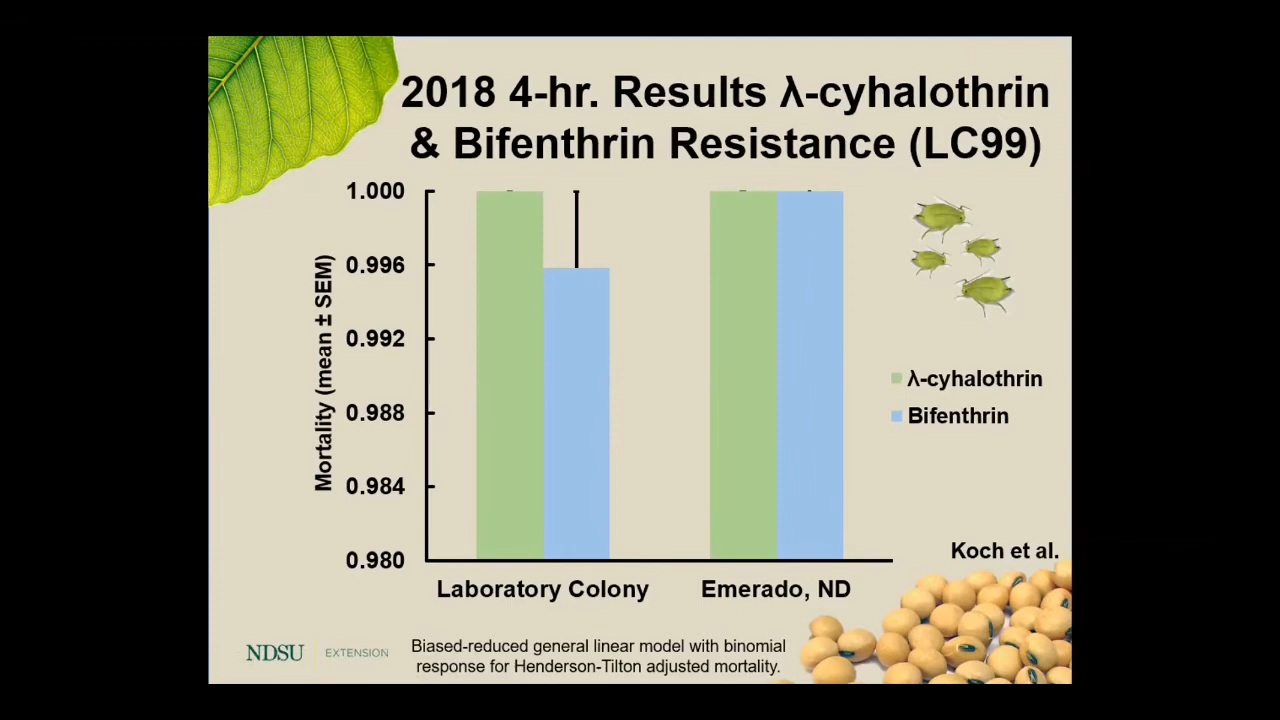 2018 4-hr. Results λ-cyhalothrin
& Bifenthrin Resistance (LC99)
Mortality (mean ± SEM)
1.000
0.996
0.992
0.988
0.984
0.980
Laboratory Colony
Emerado, ND
λ-cyhalothrin
Bifenthrin
Koch et al.
NDSU EXTENSION
Biased-reduced general linear model with binomial
response for Henderson-Tilton adjusted mortality.